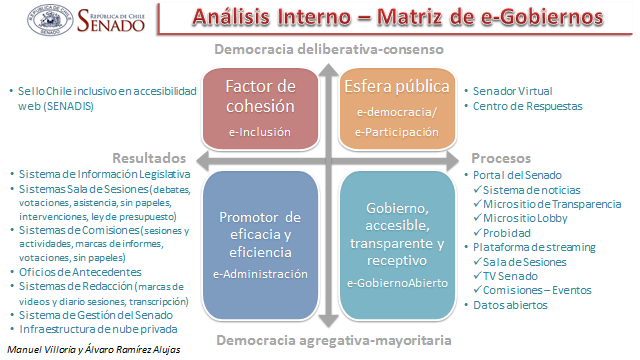 REPÚBLICA DE CHILE
SENADO
Análisis Interno – Matriz de e-Gobiernos
Democracia deliberativa-consenso
• Sello Chile inclusivo en accesibilidad
web (SENADIS)
Factor de
cohesión
e-Inclusión
Esfera pública
e-democracia/
e-Participación
• Senador Virtual
• Centro de Respuestas
Resultados
Procesos
• Sistema de Información Legislativa
• Sistemas Sala de Sesiones (debates,
votaciones, asistencia, sin papeles,
intervenciones, ley de presupuesto)
• Sistemas de Comisiones (sesiones y
actividades, marcas de informes,
votaciones, sin papeles)
• Oficios de Antecedentes
• Sistemas de Redacción (marcas de
videos y diario sesiones, transcripción)
• Sistema de Gestión del Senado
• Infraestructura de nube privada
Promotor de
eficacia y
eficiencia
e-Administración
Gobierno,
accesible,
transparente y
receptivo
e-GobiernoAbierto
• Portal del Senado
✓ Sistema de noticias
✓ Micrositio de Transparencia
✓ Micrositio Lobby
✓ Probidad
• Plataforma de streaming
✓ Sala de Sesiones
✓ TV Senado
✓ Comisiones – Eventos
• Datos abiertos
Democracia agregativa-mayoritaria
Manuel Villoria y Álvaro Ramírez Alujas